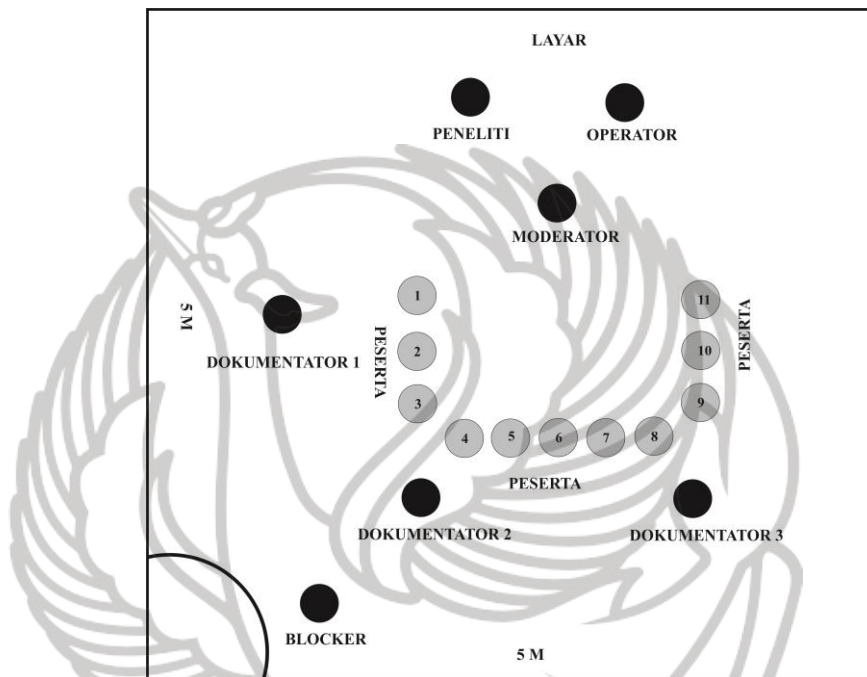 LAYAR
PENELITI
OPERATOR
MODERATOR
1
11
5 M
PESERTA
2
10
PESERTA
DOKUMENTATOR 1
3
9
4
5
6
7
8
PESERTA
DOKUMENTATOR 2
DOKUMENTATOR 3
BLOCKER
5 M